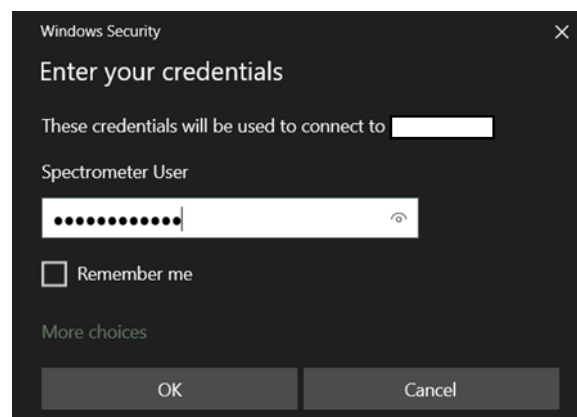 Windows Security
Enter your credentials
These credentials will be used to connect to
Spectrometer User
●●●●●●●●●●●●
Remember me
More choices
OK
Cancel